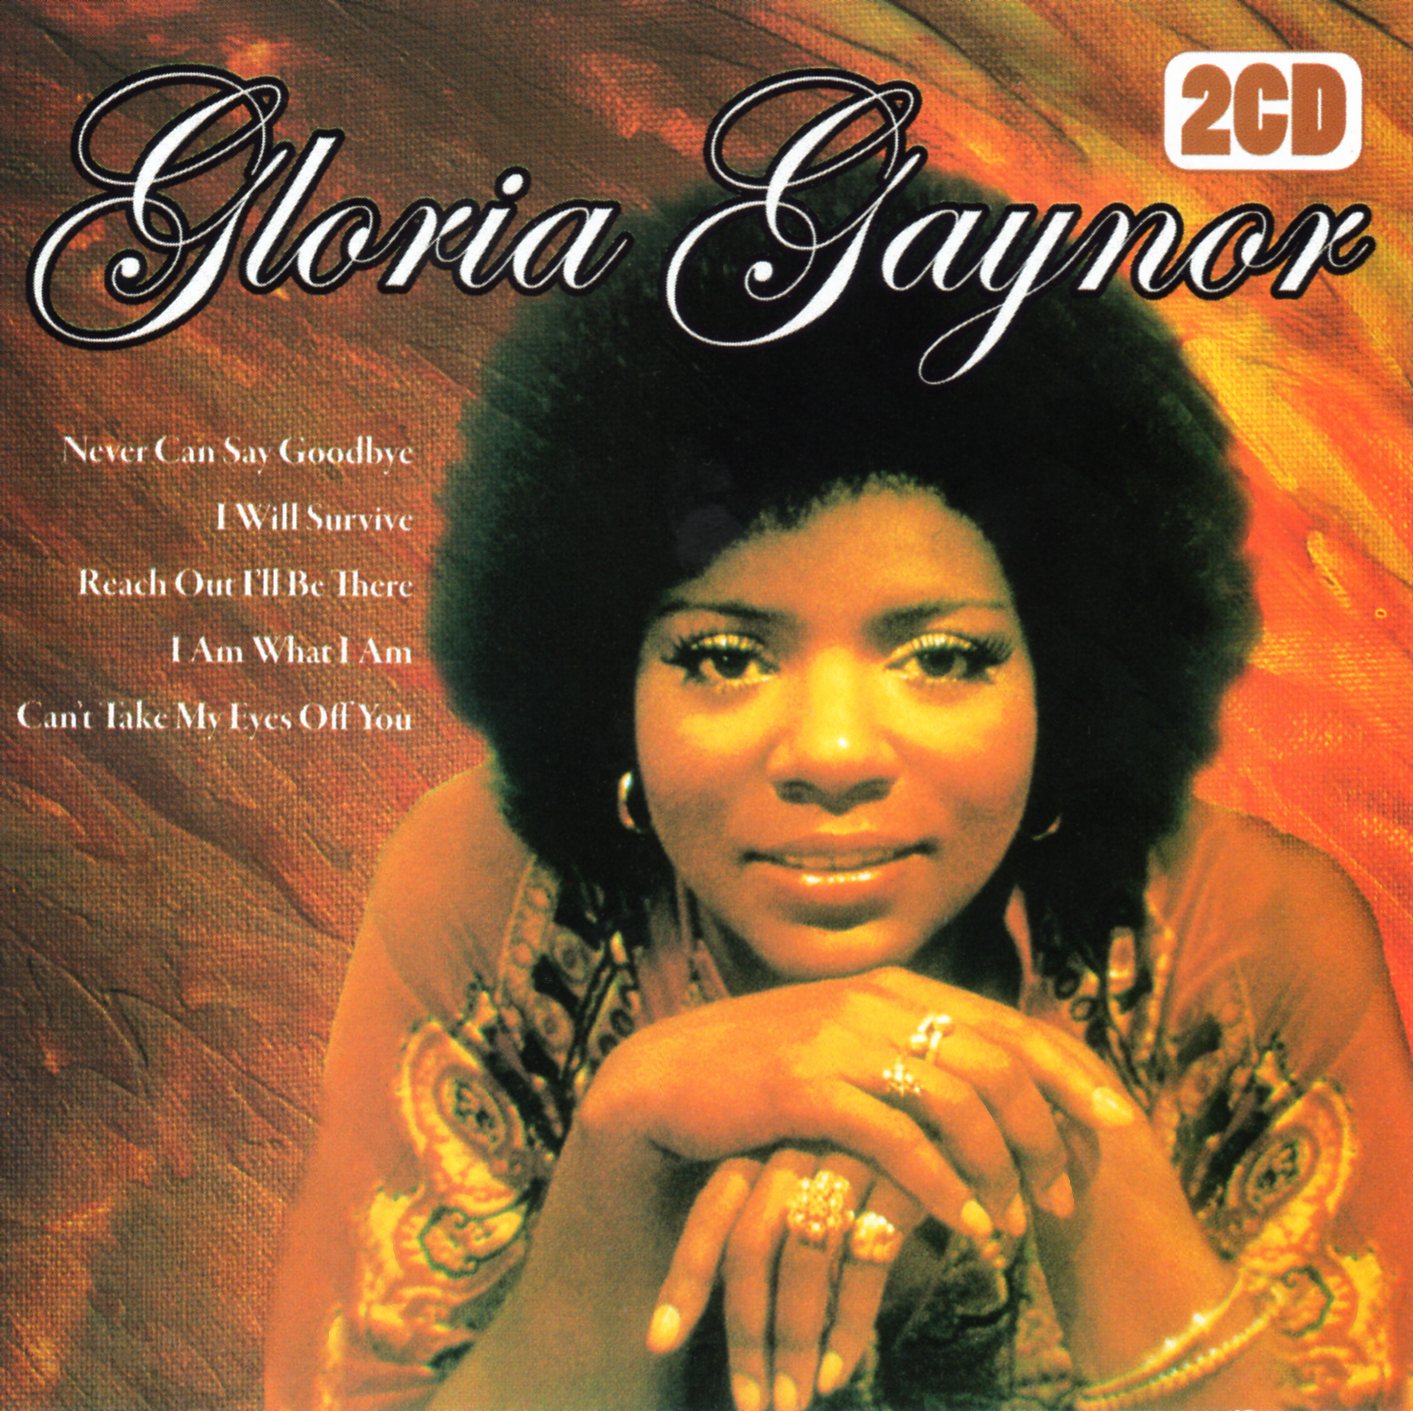 2CD
Gloria Gaynor
Never Can Say Goodbye
I Will Survive
Reach Out I'll Be There
I Am What I Am
Can't Take My Eyes Off You